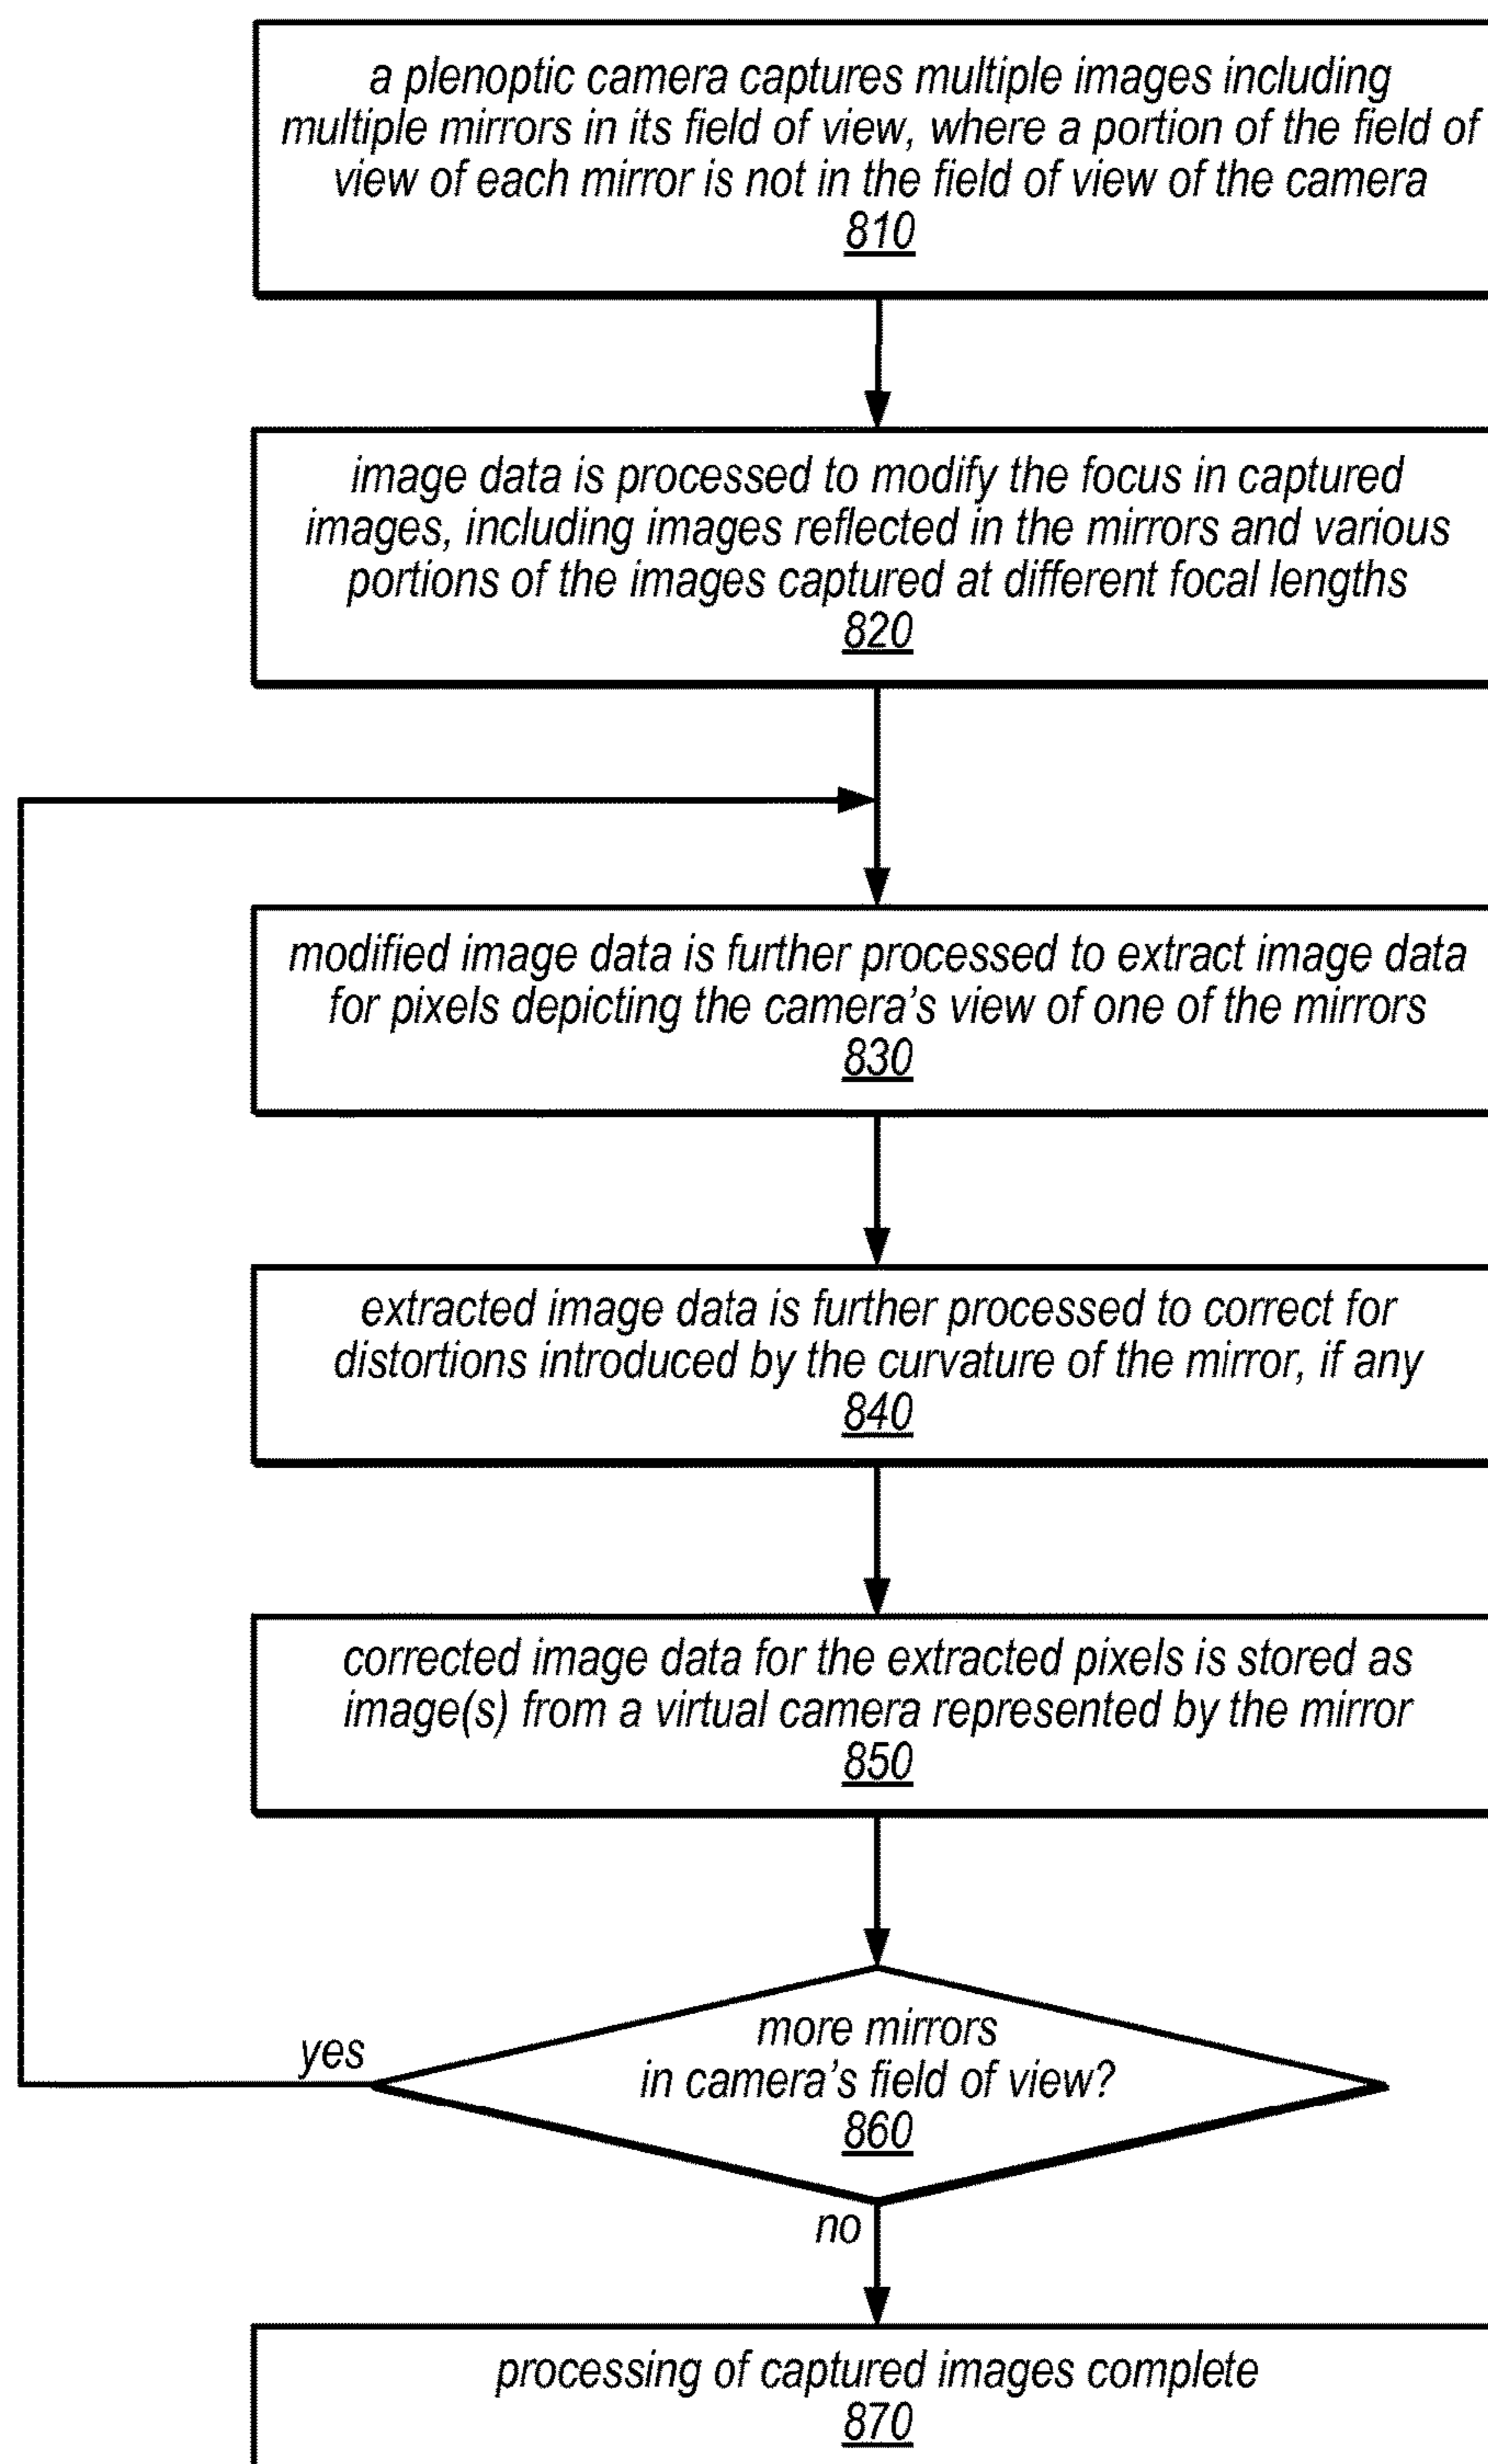 a plenoptic camera captures multiple images including
multiple mirrors in its field of view, where a portion of the field of
view of each mirror is not in the field of view of the camera
810
image data is processed to modify the focus in captured
images, including images reflected in the mirrors and various
portions of the images captured at different focal lengths
820
modified image data is further processed to extract image data
for pixels depicting the camera's view of one of the mirrors
830
extracted image data is further processed to correct for
distortions introduced by the curvature of the mirror, if any
840
corrected image data for the extracted pixels is stored as
image(s) from a virtual camera represented by the mirror
850
yes
more mirrors
in camera's field of view?
860
no
processing of captured images complete
870